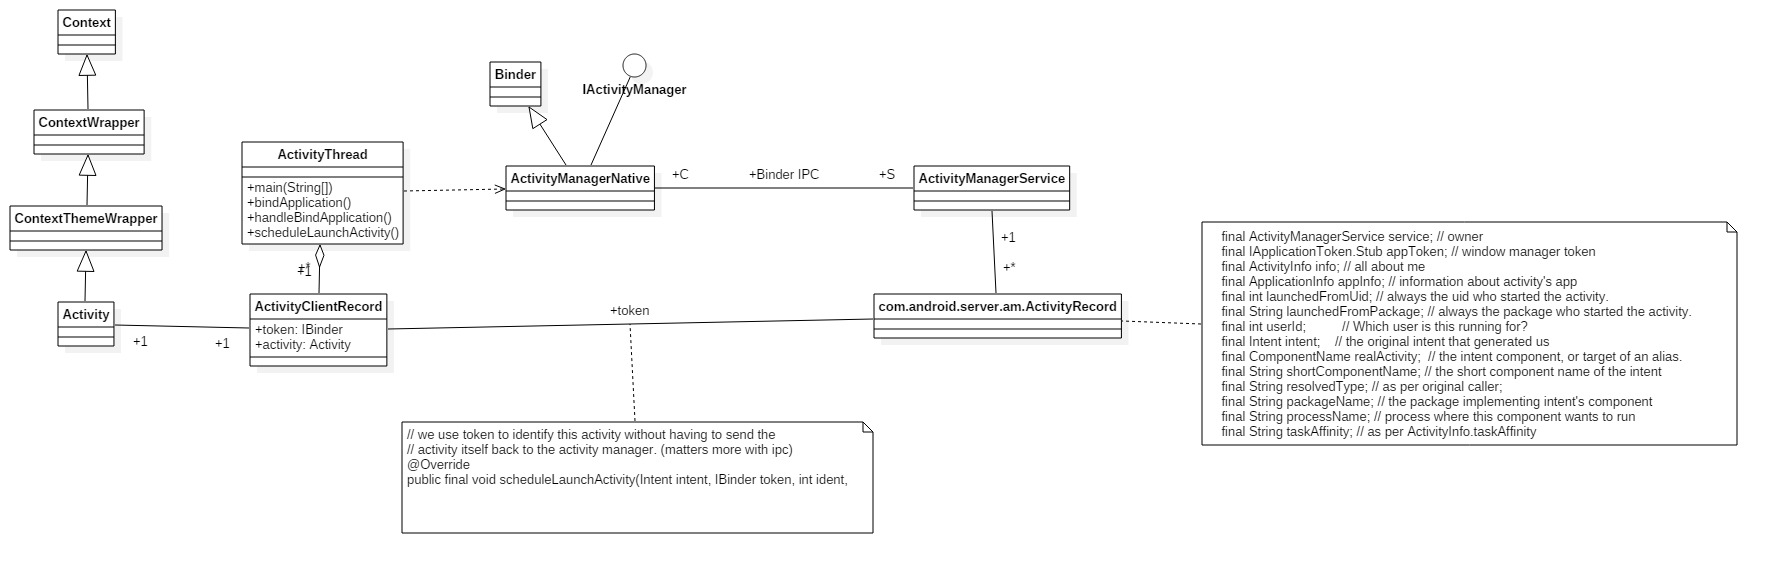 Context
ContextWrapper
ContextThemeWrapper
Activity
+1
+1
ActivityThread
+main(String[])
+bindApplication()
+handleBindApplication()
+scheduleLaunchActivity()
+*
+1
ActivityClientRecord
+token: IBinder
+activity: Activity
Binder
IActivityManager
ActivityManagerNative
+C
+Binder IPC
+S
ActivityManagerService
+1
+*
+token
com.android.server.am.ActivityRecord
// we use token to identify this activity without having to send the
// activity itself back to the activity manager. (matters more with ipc)
@Override
public final void scheduleLaunchActivity(Intent intent, IBinder token, int ident,
final ActivityManagerService service; // owner
final IApplicationToken.Stub appToken; // window manager token
final ActivityInfo info; // all about me
final ApplicationInfo appInfo; // information about activity's app
final int launchedFromUid; // always the uid who started the activity.
final String launchedFromPackage; // always the package who started the activity.
final int userId;          // Which user is this running for?
final Intent intent;    // the original intent that generated us
final ComponentName realActivity;  // the intent component, or target of an alias.
final String shortComponentName; // the short component name of the intent
final String resolvedType; // as per original caller;
final String packageName; // the package implementing intent's component
final String processName; // process where this component wants to run
final String taskAffinity; // as per ActivityInfo.taskAffinity